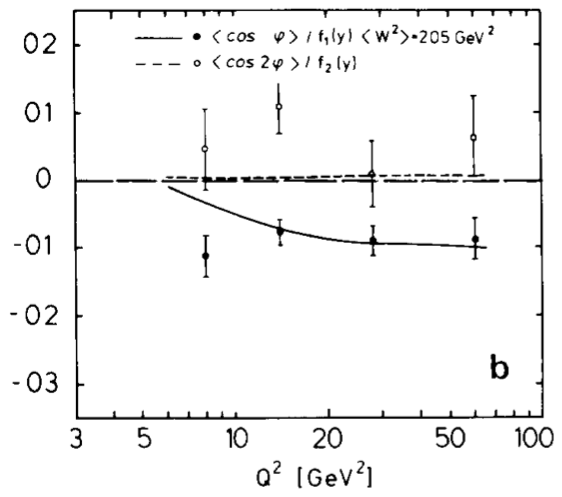 02
● ⟨cos φ⟩ / f₁(y) ⟨W²⟩=205 GeV²
○ ⟨cos 2φ⟩ / f₂(y)
01
0
-01
-02
-03
b
3 5 10 20 50 100
Q² [GeV²]